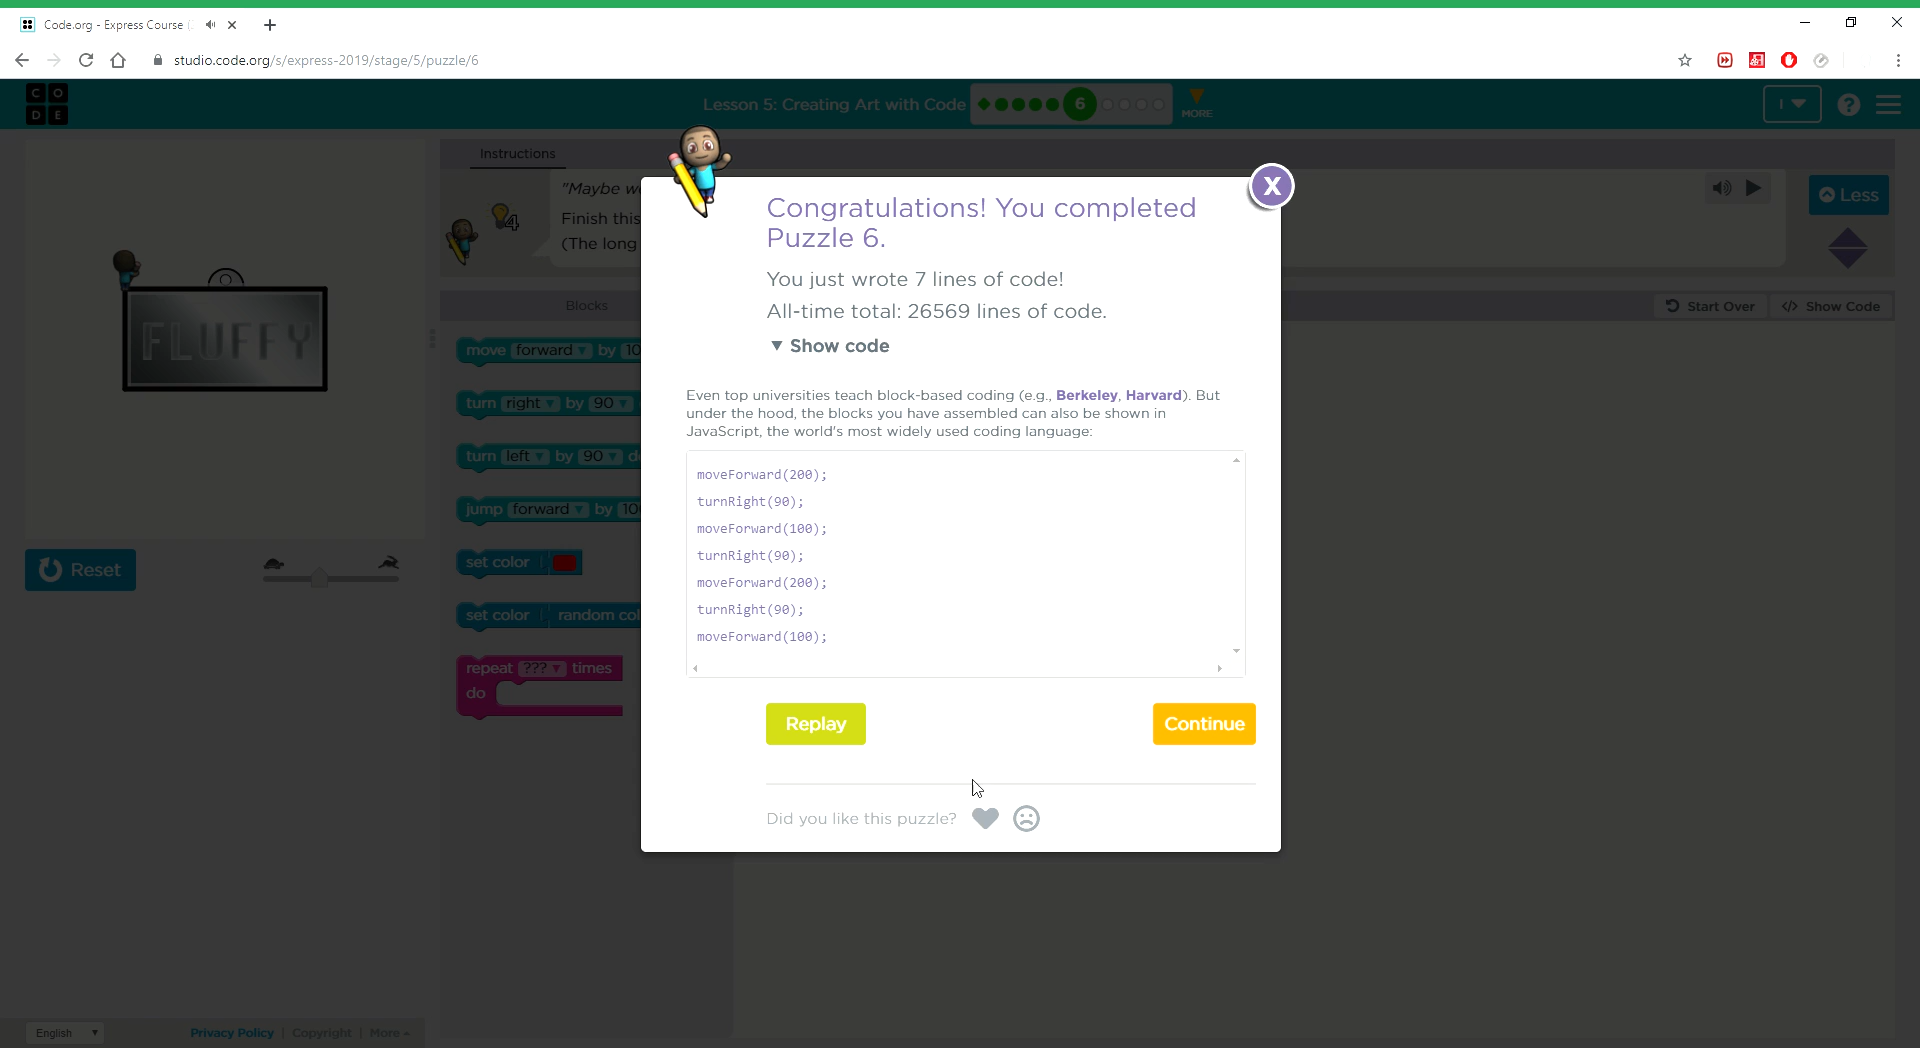 Code.org - Express Course (
studio.code.org/s/express-2019/stage/5/puzzle/6
CO
DE
Lesson 5: Creating Art with Code
6
MORE
I
?
Instructions
"Maybe w
4
Finish this
(The long
Less
FLUFFY
Blocks
Start Over
</> Show Code
move forward by 10
turn right by 90
turn left by 90 d
jump forward by 10
set color
set color random col
repeat ??? times
do
Reset
X
Congratulations! You completed
Puzzle 6.
You just wrote 7 lines of code!
All-time total: 26569 lines of code.
Show code
Even top universities teach block-based coding (e.g., Berkeley, Harvard). But
under the hood, the blocks you have assembled can also be shown in
JavaScript, the world's most widely used coding language:
moveForward(200);
turnRight(90);
moveForward(100);
turnRight(90);
moveForward(200);
turnRight(90);
moveForward(100);
Replay
Continue
Did you like this puzzle?
English
Privacy Policy | Copyright | More